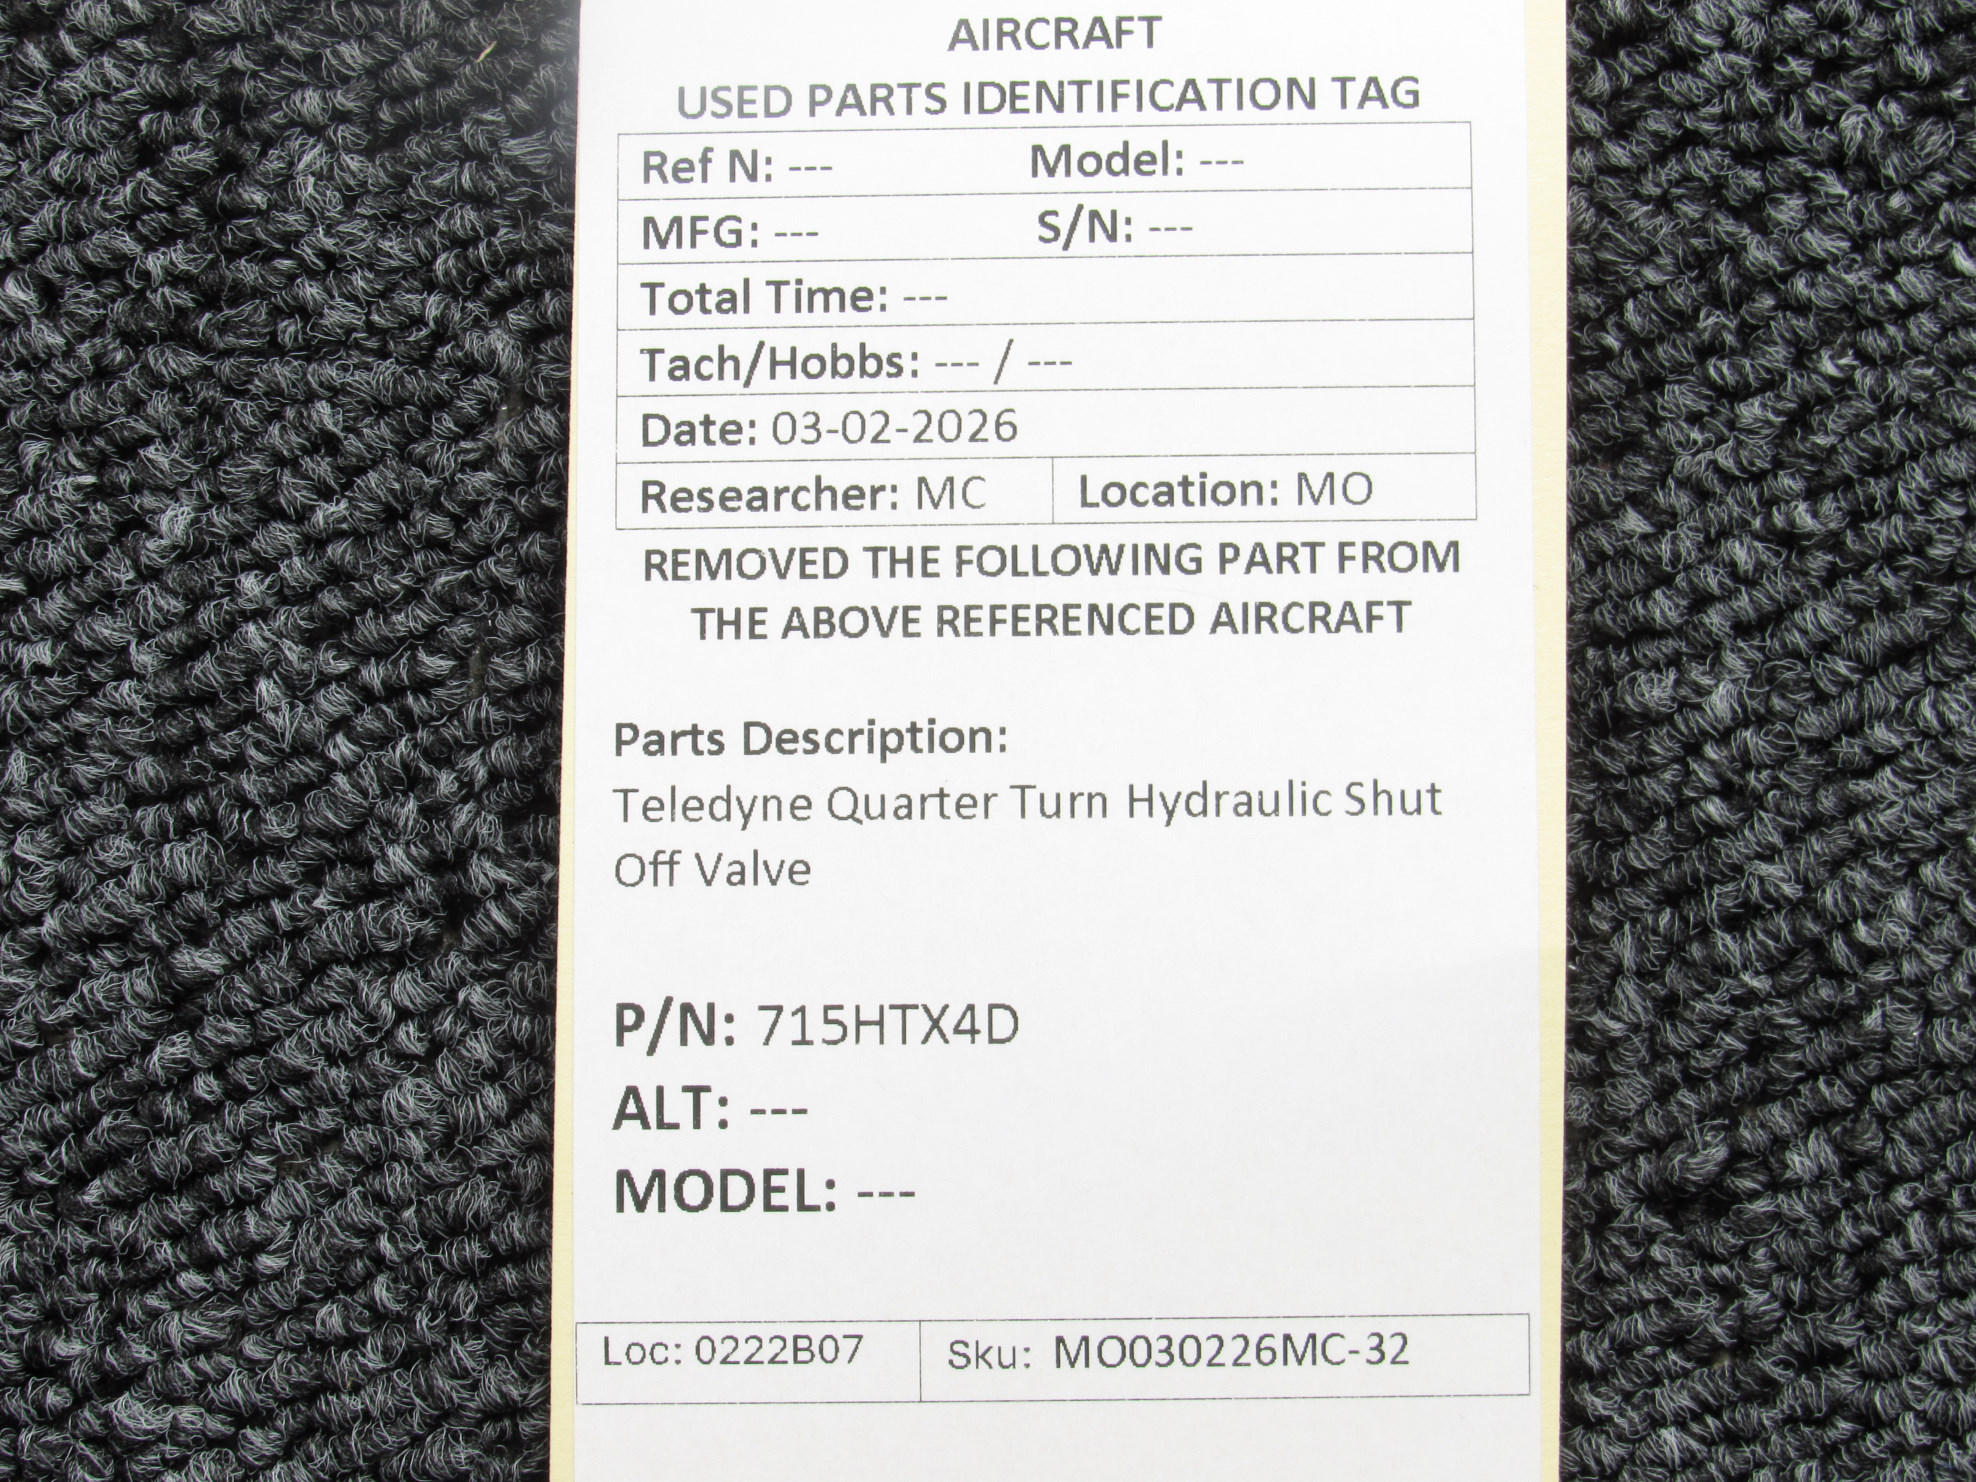 AIRCRAFT
USED PARTS IDENTIFICATION TAG
Ref N: --- Model: ---
MFG: --- S/N: ---
Total Time: ---
Tach/Hobbs: --- / ---
Date: 03-02-2026
Researcher: MC Location: MO
REMOVED THE FOLLOWING PART FROM
THE ABOVE REFERENCED AIRCRAFT
Parts Description:
Teledyne Quarter Turn Hydraulic Shut
Off Valve
P/N: 715HTX4D
ALT: ---
MODEL: ---
Loc: 0222B07 Sku: MO030226MC-32